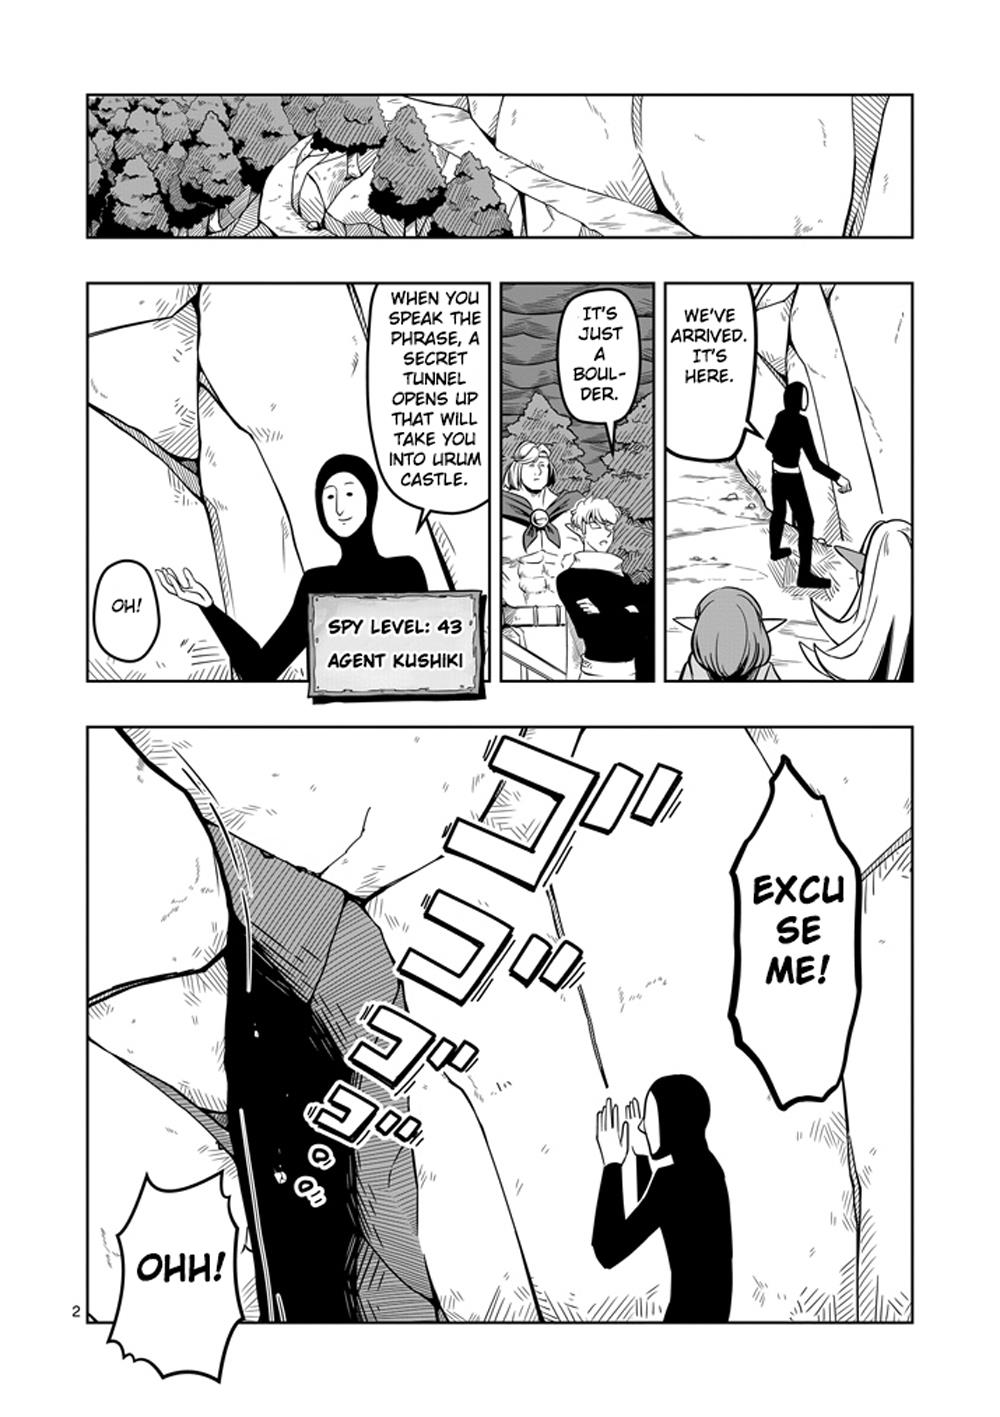 WE'VE
ARRIVED.
IT'S
HERE.
IT'S
JUST
A
BOUL-
DER.
WHEN YOU
SPEAK THE
PHRASE, A
SECRET
TUNNEL
OPENS UP
THAT WILL
TAKE YOU
INTO URUM
CASTLE.
OH!
SPY LEVEL: 43
AGENT KUSHIKI
EXCU
SE
ME!
ゴゴゴゴ
OHH!
2